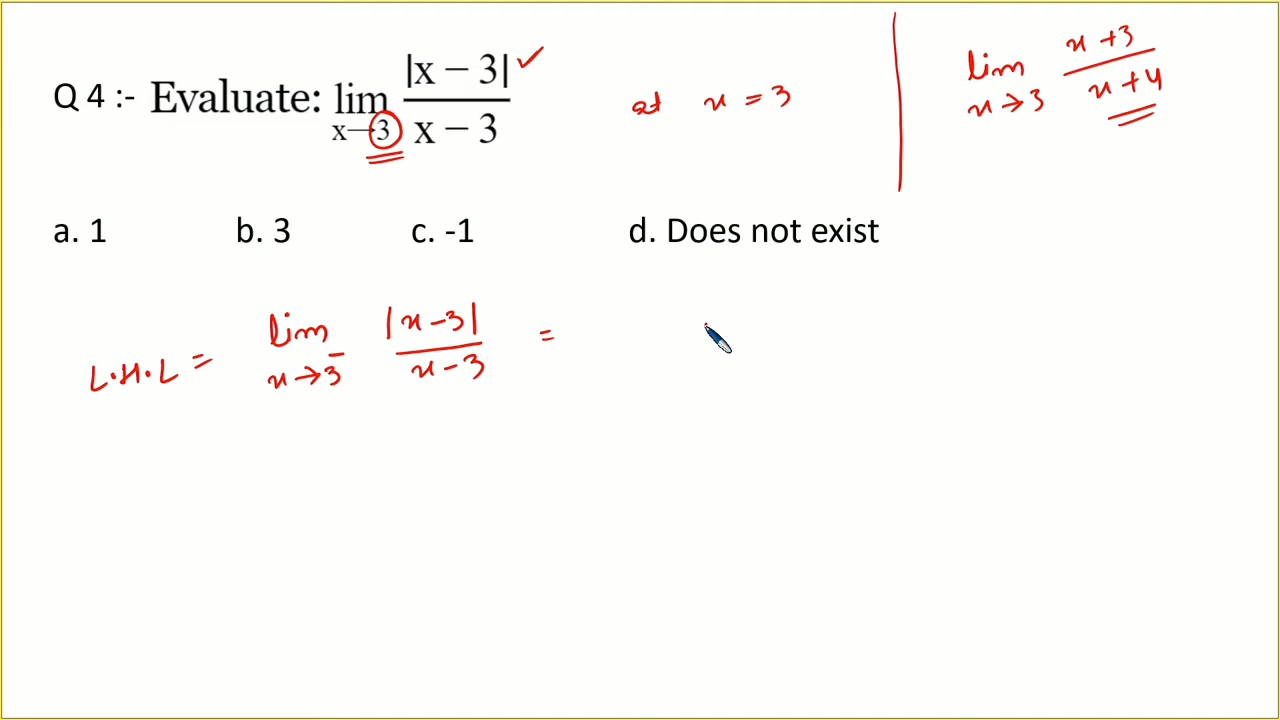 Q 4 :- Evaluate: lim x→3 |x − 3| / x − 3 ✓
at x = 3
lim x→3 x + 3 / x + 4
a. 1 b. 3 c. -1 d. Does not exist
L.H.L = lim x→3⁻ |x − 3| / x − 3 =